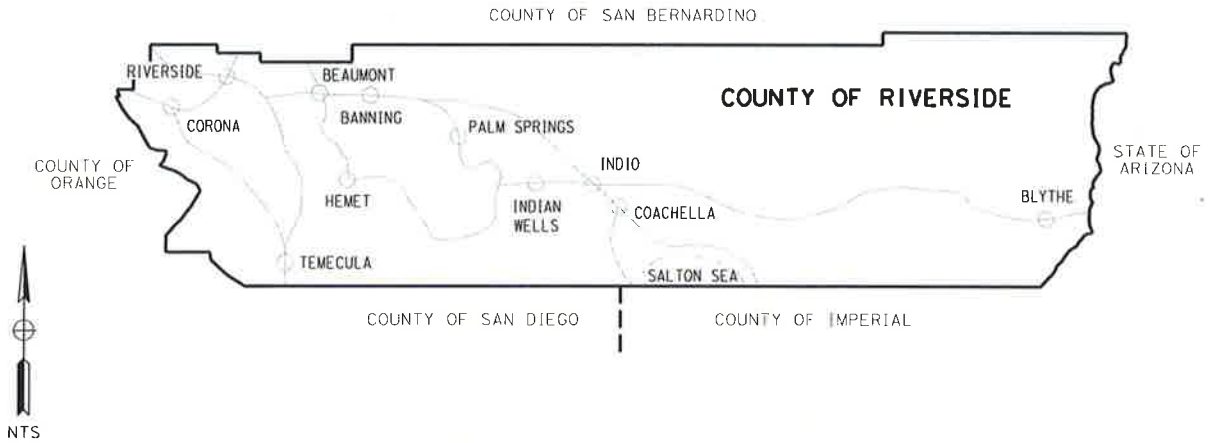 COUNTY OF SAN BERNARDINO
RIVERSIDE
BEAUMONT
COUNTY OF RIVERSIDE
BANNING
CORONA
PALM SPRINGS
COUNTY OF
ORANGE
INDIO
STATE OF
ARIZONA
HEMET
INDIAN
WELLS
COACHELLA
BLYTHE
TEMECULA
SALTON SEA
COUNTY OF SAN DIEGO
COUNTY OF IMPERIAL
NTS